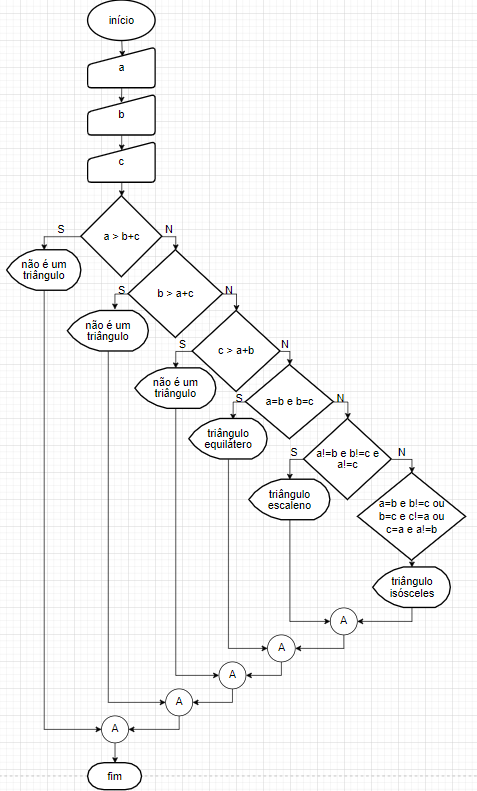 início
a
b
c
a > b+c
S
N
não é um
triângulo
b > a+c
S
N
não é um
triângulo
c > a+b
S
N
não é um
triângulo
a=b e b=c
S
N
triângulo
equilátero
a!=b e b!=c e
a!=c
S
N
triângulo
escaleno
a=b e b!=c ou
b=c e c!=a ou
c=a e a!=b
triângulo
isósceles
A
A
A
A
A
fim